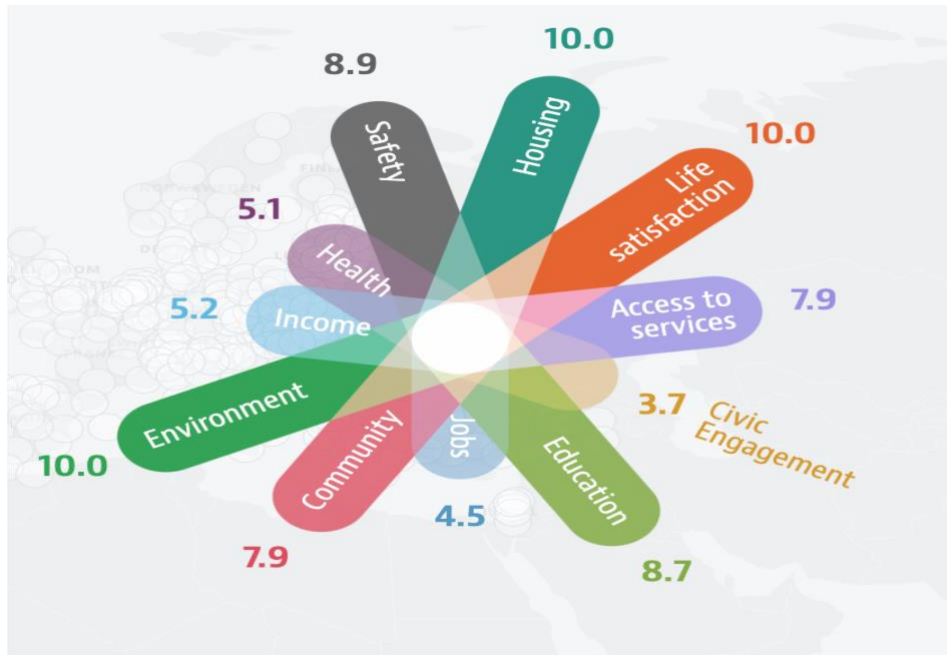 10.0
8.9
Housing
Safety
10.0
Life
satisfaction
5.1
Health
7.9
Access to
services
5.2
Income
3.7
Civic
Engagement
Environment
10.0
Community
Jobs
Education
4.5
7.9
8.7